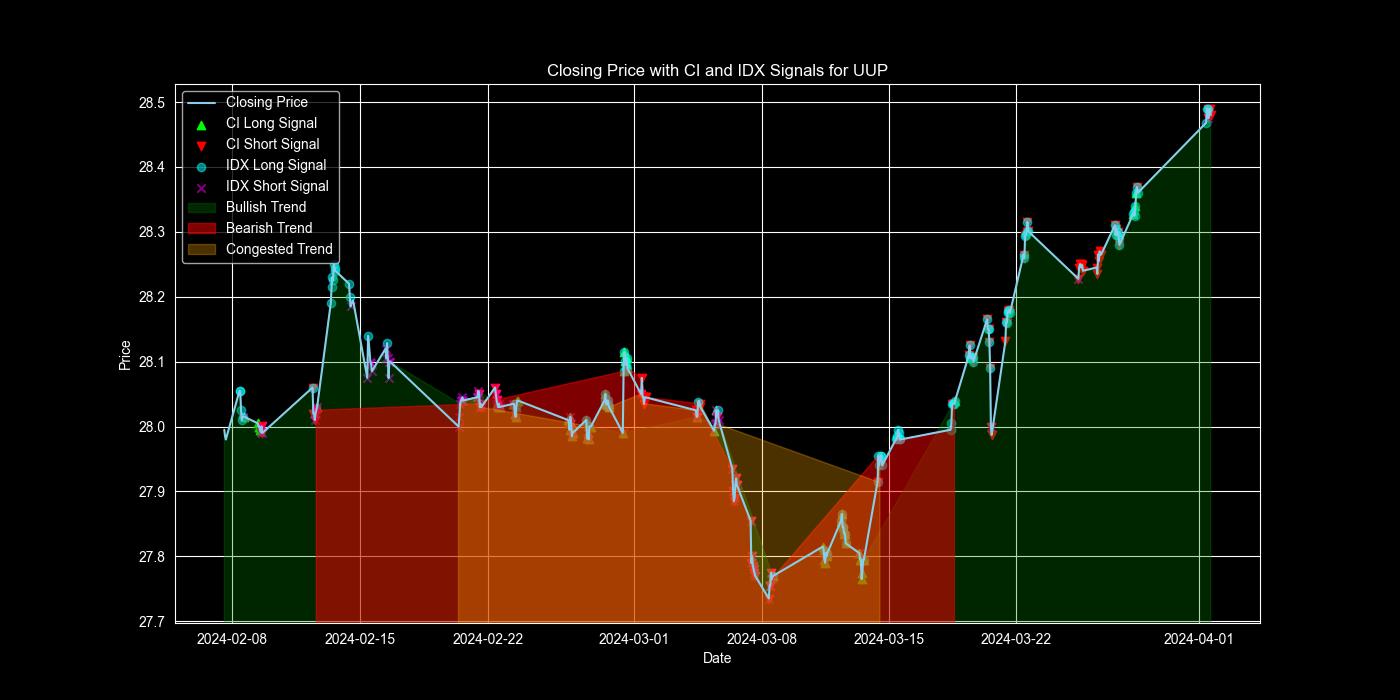 Closing Price with CI and IDX Signals for UUP
Closing Price
CI Long Signal
CI Short Signal
IDX Long Signal
IDX Short Signal
Bullish Trend
Bearish Trend
Congested Trend
28.5
28.4
28.3
28.2
28.1
28.0
27.9
27.8
27.7
Price
2024-02-08 2024-02-15 2024-02-22 2024-03-01 2024-03-08 2024-03-15 2024-03-22 2024-04-01
Date